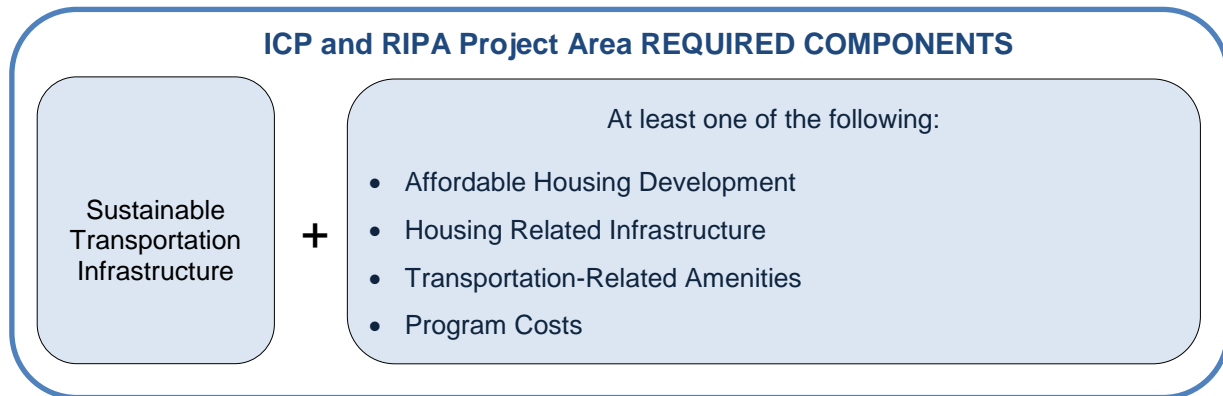 ICP and RIPA Project Area REQUIRED COMPONENTS
Sustainable
Transportation
Infrastructure
+
At least one of the following:
• Affordable Housing Development
• Housing Related Infrastructure
• Transportation-Related Amenities
• Program Costs